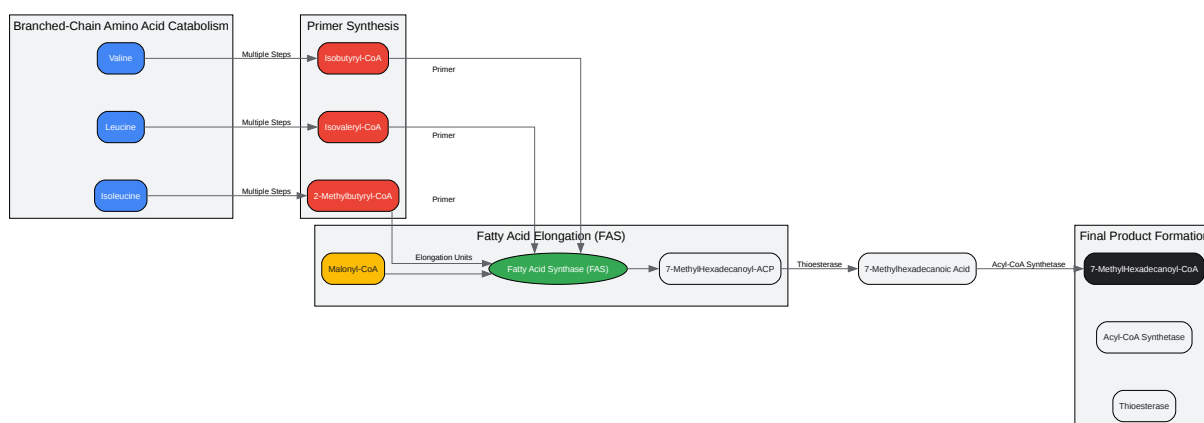 Branched-Chain Amino Acid Catabolism
Primer Synthesis
Valine
Multiple Steps
Isobutyryl-CoA
Primer
Leucine
Multiple Steps
Isovaleryl-CoA
Primer
Isoleucine
Multiple Steps
2-Methylbutyryl-CoA
Primer
Fatty Acid Elongation (FAS)
Final Product Formation
Malonyl-CoA
Elongation Units
Fatty Acid Synthase (FAS)
7-MethylHexadecanoyl-ACP
Thioesterase
7-Methylhexadecanoic Acid
Acyl-CoA Synthetase
7-MethylHexadecanoyl-CoA
Acyl-CoA Synthetase
Thioesterase